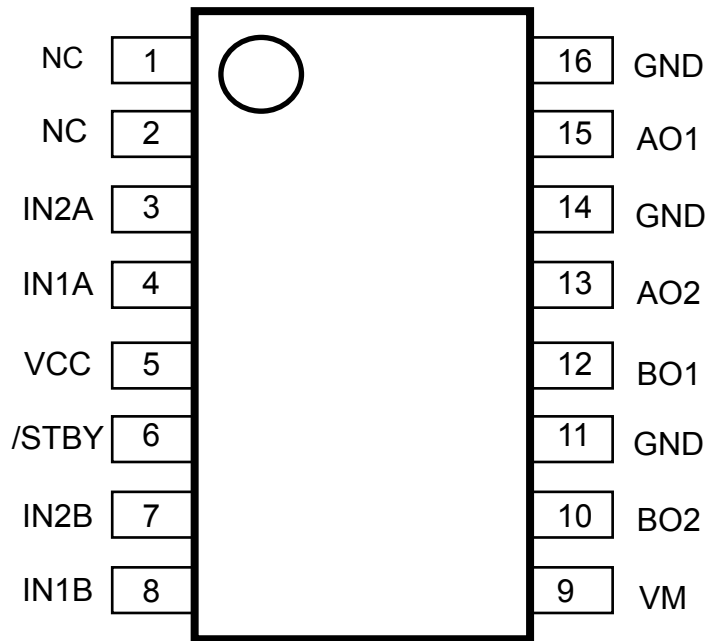 NC 1 16 GND
NC 2 15 AO1
IN2A 3 14 GND
IN1A 4 13 AO2
VCC 5 12 BO1
/STBY 6 11 GND
IN2B 7 10 BO2
IN1B 8 9 VM